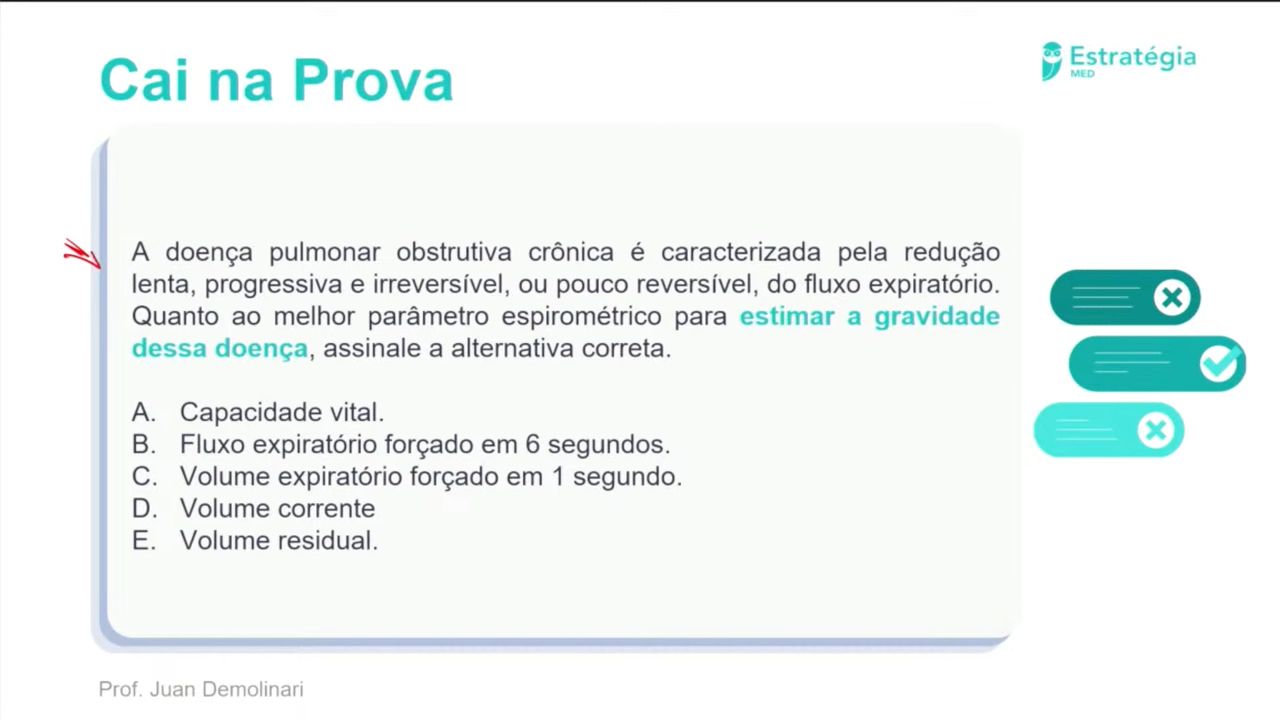 Cai na Prova
Estratégia
MED
A doença pulmonar obstrutiva crônica é caracterizada pela redução
lenta, progressiva e irreversível, ou pouco reversível, do fluxo expiratório.
Quanto ao melhor parâmetro espirométrico para estimar a gravidade
dessa doença, assinale a alternativa correta.
A. Capacidade vital.
B. Fluxo expiratório forçado em 6 segundos.
C. Volume expiratório forçado em 1 segundo.
D. Volume corrente
E. Volume residual.
Prof. Juan Demolinari